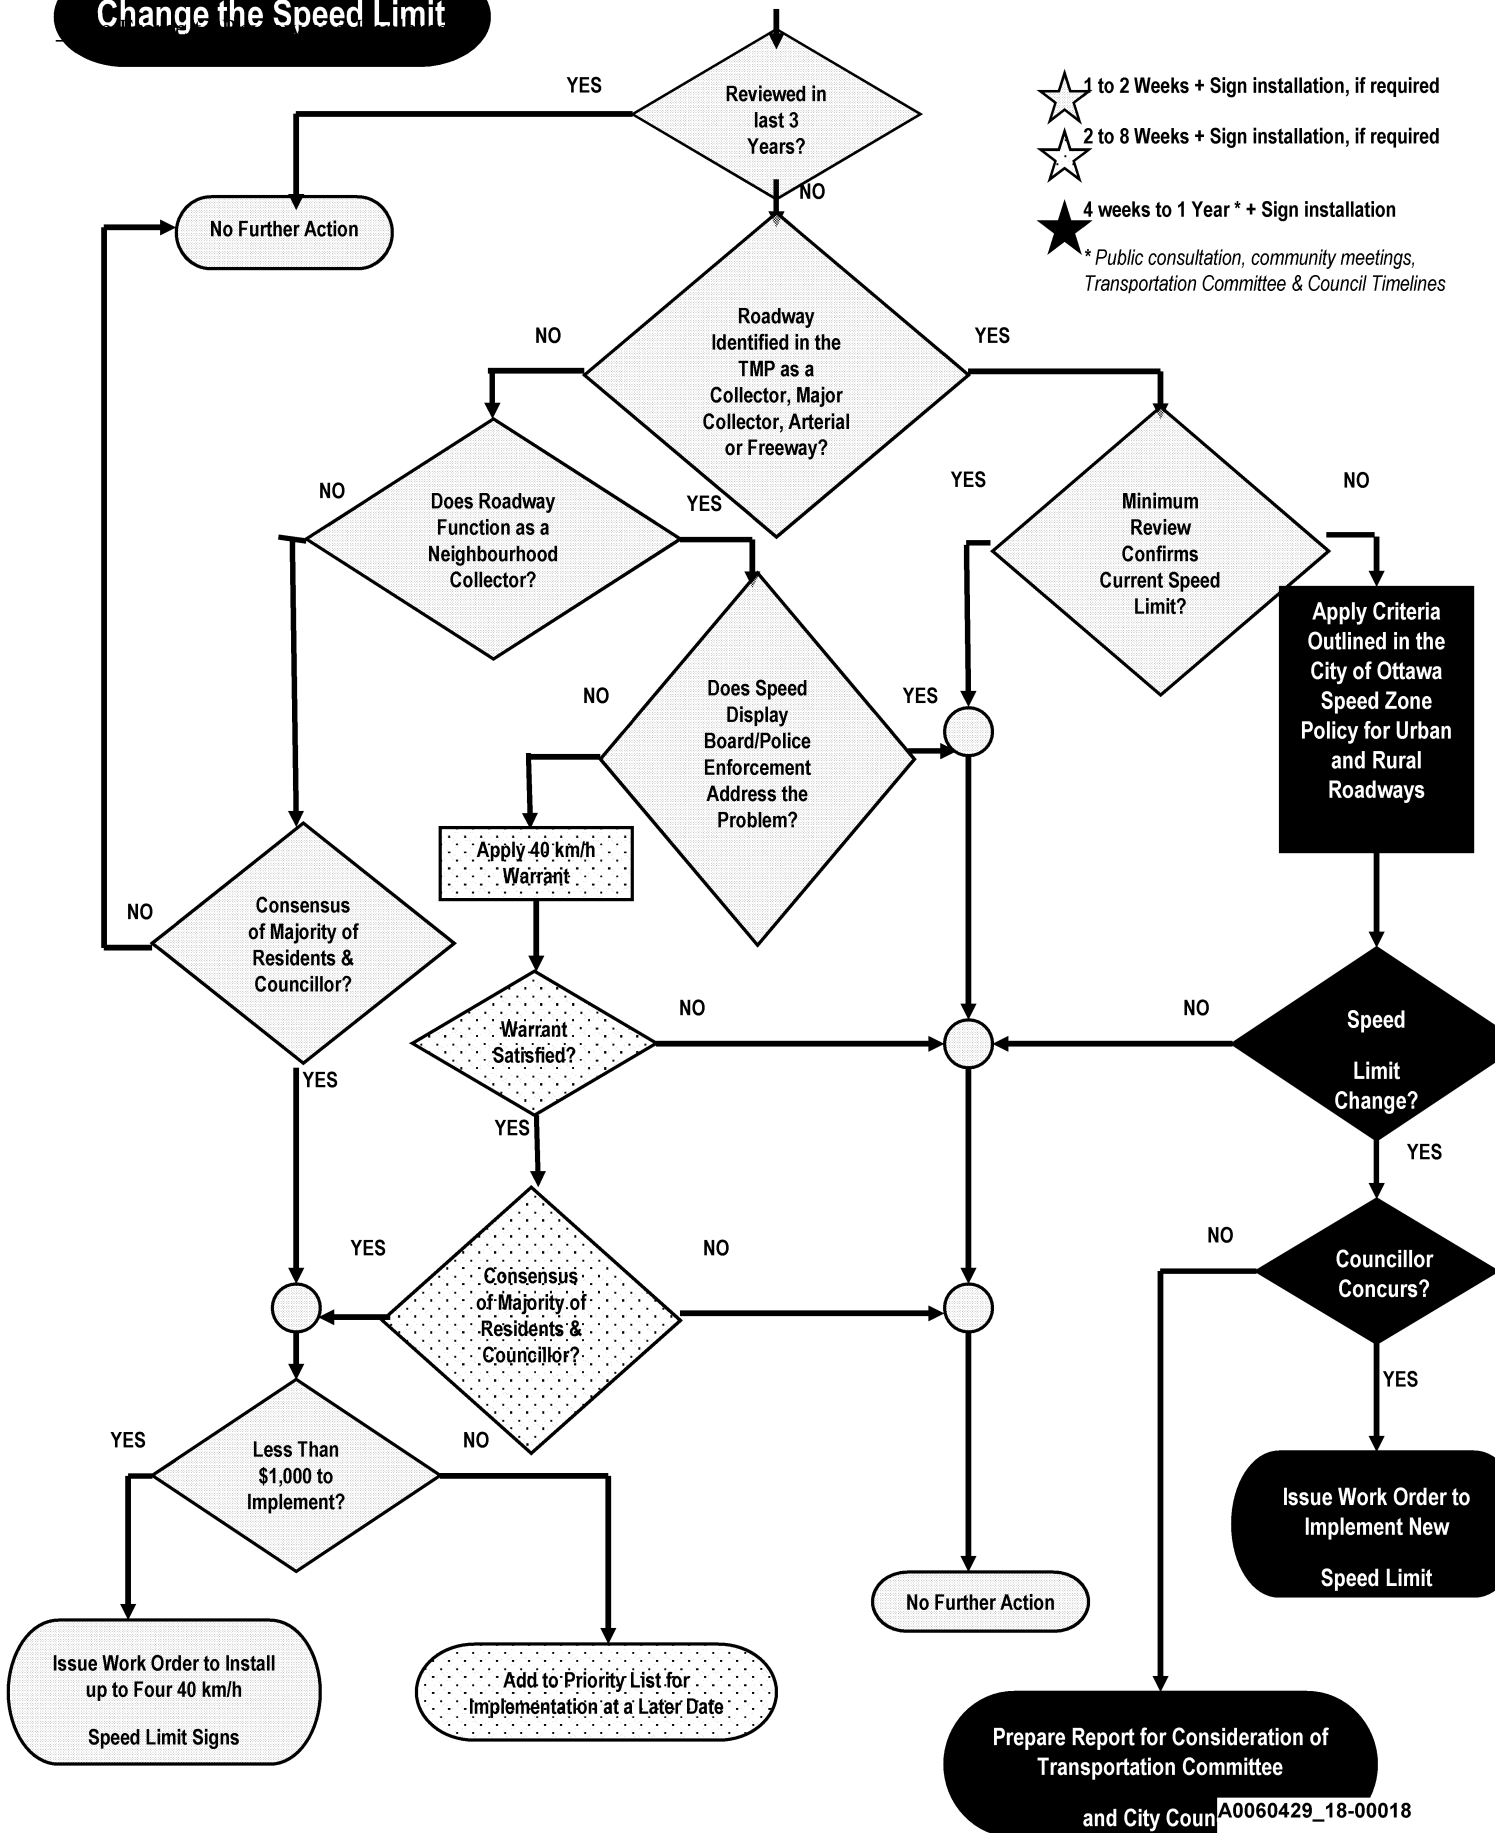 Change the Speed Limit
YES
Reviewed in
last 3
Years?
NO
1 to 2 Weeks + Sign installation, if required
2 to 8 Weeks + Sign installation, if required
4 weeks to 1 Year * + Sign installation
* Public consultation, community meetings,
Transportation Committee & Council Timelines
No Further Action
NO
Roadway
Identified in the
TMP as a
Collector, Major
Collector, Arterial
or Freeway?
YES
NO
Does Roadway
Function as a
Neighbourhood
Collector?
YES
YES
Minimum
Review
Confirms
Current Speed
Limit?
NO
Apply Criteria
Outlined in the
City of Ottawa
Speed Zone
Policy for Urban
and Rural
Roadways
NO
Does Speed
Display
Board/Police
Enforcement
Address the
Problem?
YES
Apply 40 km/h
Warrant
NO
Consensus
of Majority of
Residents &
Councillor?
YES
Warrant
Satisfied?
NO
YES
NO
Speed
Limit
Change?
YES
YES
Consensus
of Majority of
Residents &
Councillor?
NO
NO
Councillor
Concurs?
YES
YES
Less Than
$1,000 to
Implement?
NO
Issue Work Order to
Implement New
Speed Limit
No Further Action
Issue Work Order to Install
up to Four 40 km/h
Speed Limit Signs
Add to Priority List for
Implementation at a Later Date
Prepare Report for Consideration of
Transportation Committee
and City Coun
A0060429_18-00018